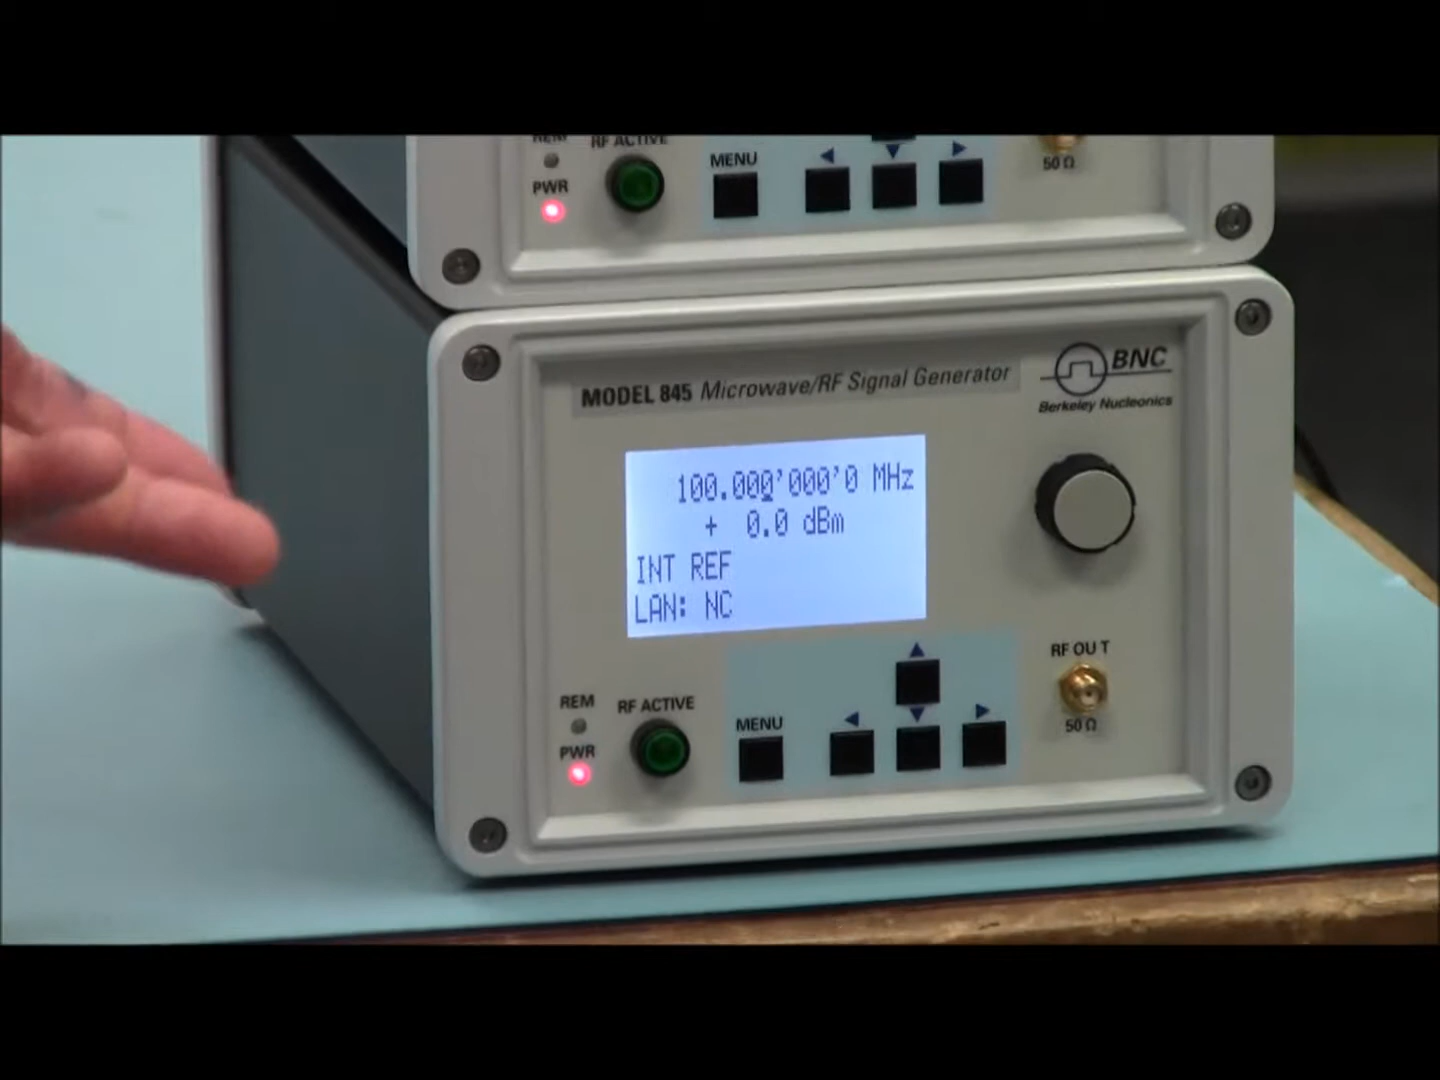 REM
RF ACTIVE
PWR
MENU
50 Ω
MODEL 845 Microwave/RF Signal Generator
BNC
Berkeley Nucleonics
100.000'000'0 MHz
+ 0.0 dBm
INT REF
LAN: NC
REM
RF ACTIVE
PWR
MENU
RF OUT
50 Ω